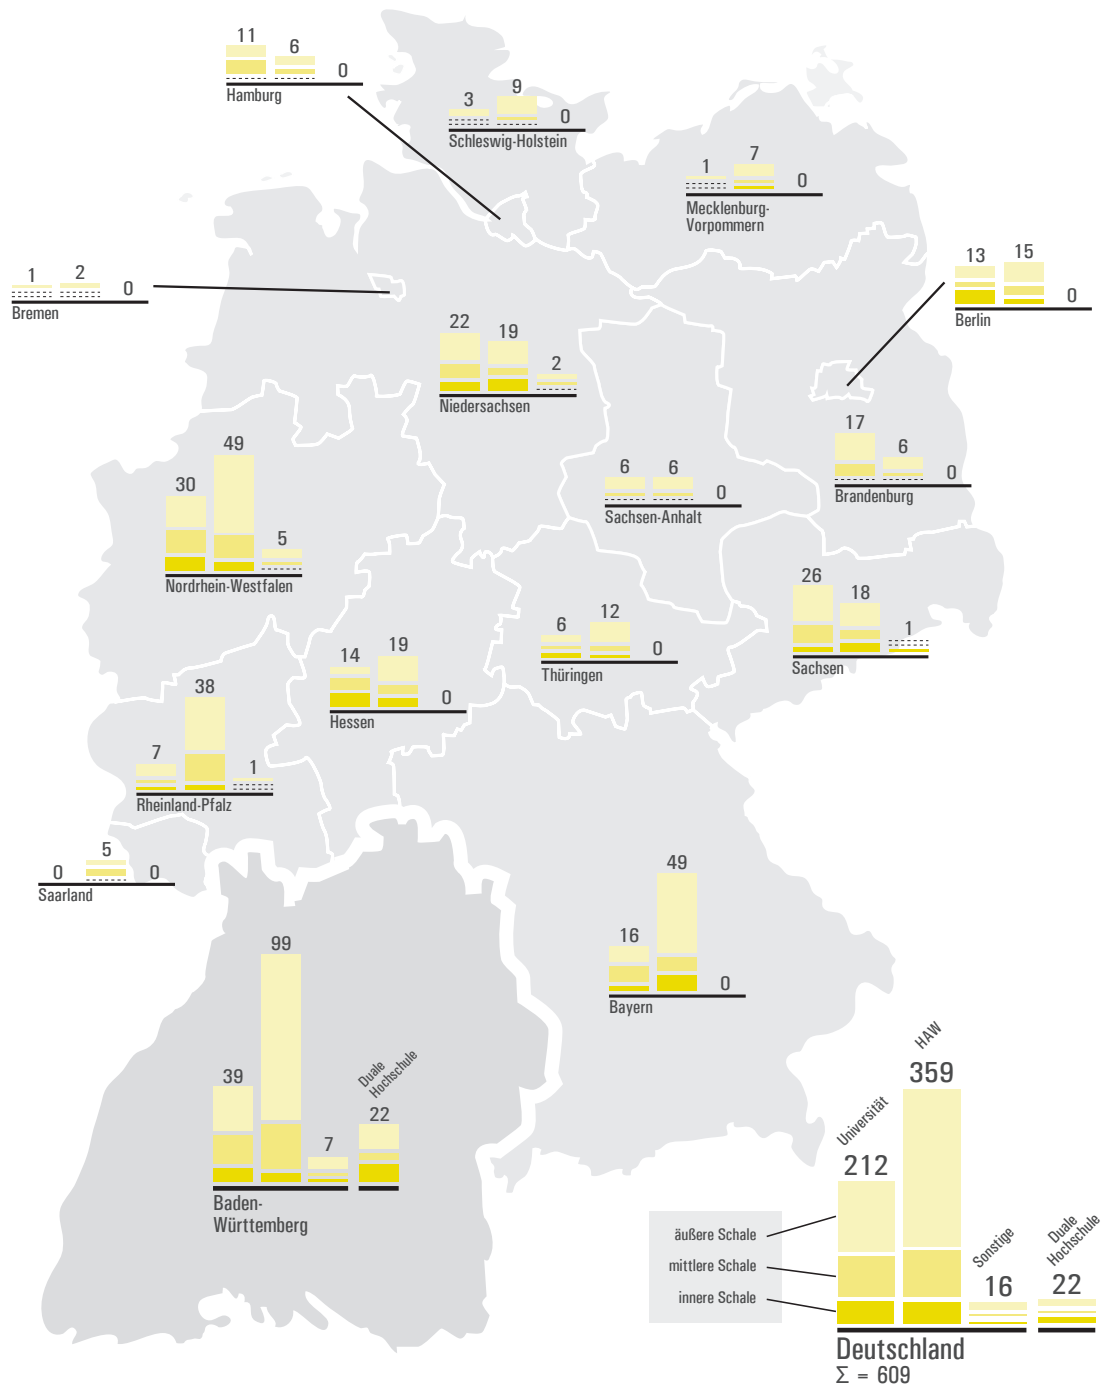 11 6 0
Hamburg
3 9 0
Schleswig-Holstein
1 7 0
Mecklenburg-
Vorpommern
1 2 0
Bremen
13 15 0
Berlin
22 19 2
Niedersachsen
17 6 0
Brandenburg
30 49 5
Nordrhein-Westfalen
6 6 0
Sachsen-Anhalt
26 18 1
Sachsen
6 12 0
Thüringen
14 19 0
Hessen
7 38 1
Rheinland-Pfalz
0 5 0
Saarland
16 49 0
Bayern
39 99 7 22
Duale
Hochschule
Baden-
Württemberg
Universität
HAW
Sonstige
Duale
Hochschule
212 359 16 22
äußere Schale
mittlere Schale
innere Schale
Deutschland
Σ = 609